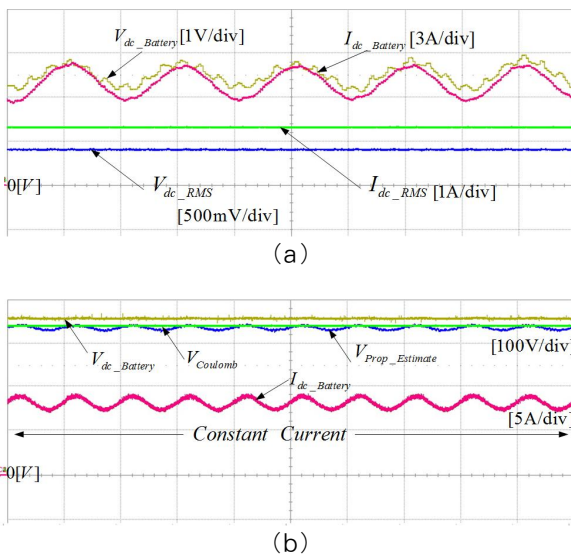 V_dc_Battery [1V/div]
I_dc_Battery [3A/div]
0[V]
V_dc_RMS
[500mV/div]
I_dc_RMS [1A/div]
(a)
V_dc_Battery
V_Coulomb
V_Prop_Estimate
[100V/div]
I_dc_Battery
[5A/div]
Constant Current
0[V]
(b)